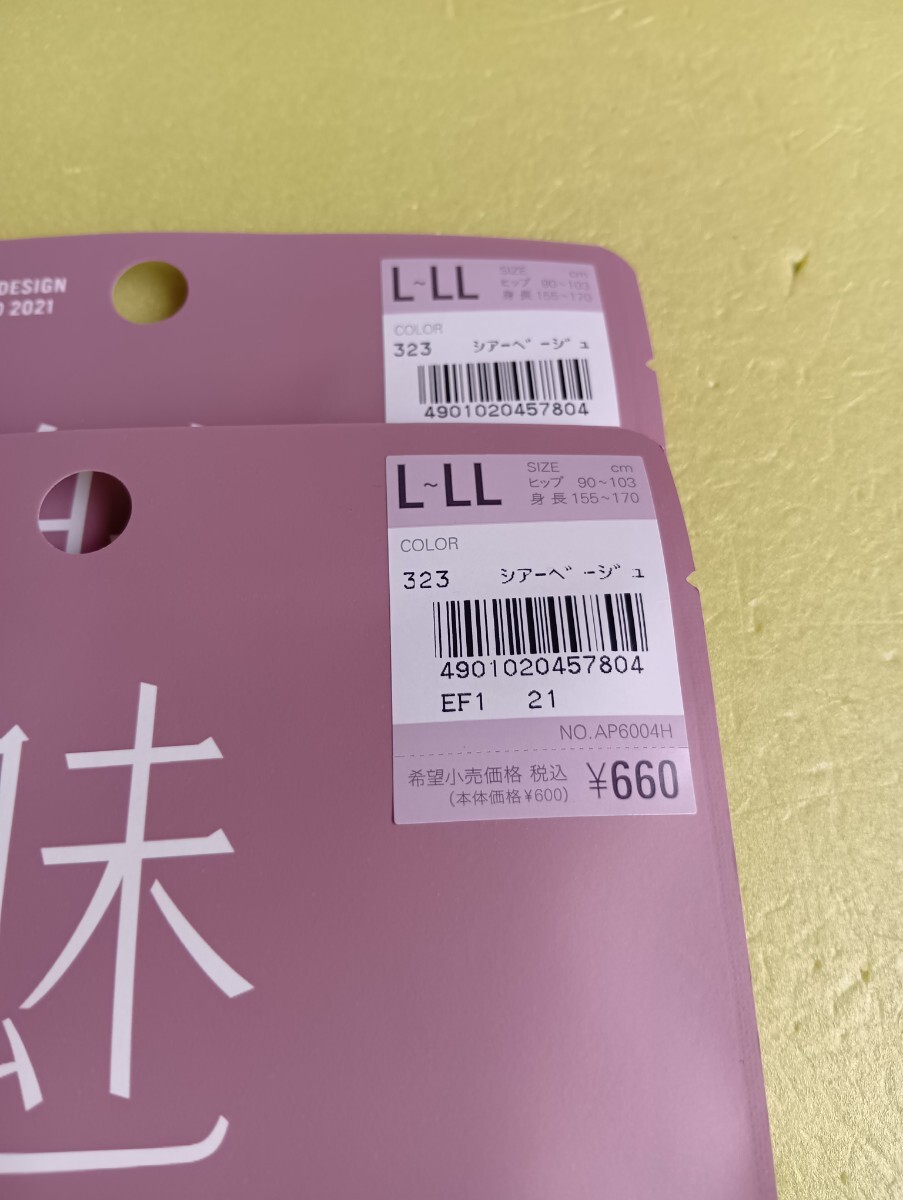 DESIGN
2021
L~LL
SIZE cm
ヒップ 90~103
身長 155~170
COLOR
323 シアーベージュ
4901020457804
L~LL
SIZE cm
ヒップ 90~103
身長 155~170
COLOR
323 シアーベージュ
4901020457804
EF1 21
NO.AP6004H
希望小売価格 税込
(本体価格¥600)
¥660
魅